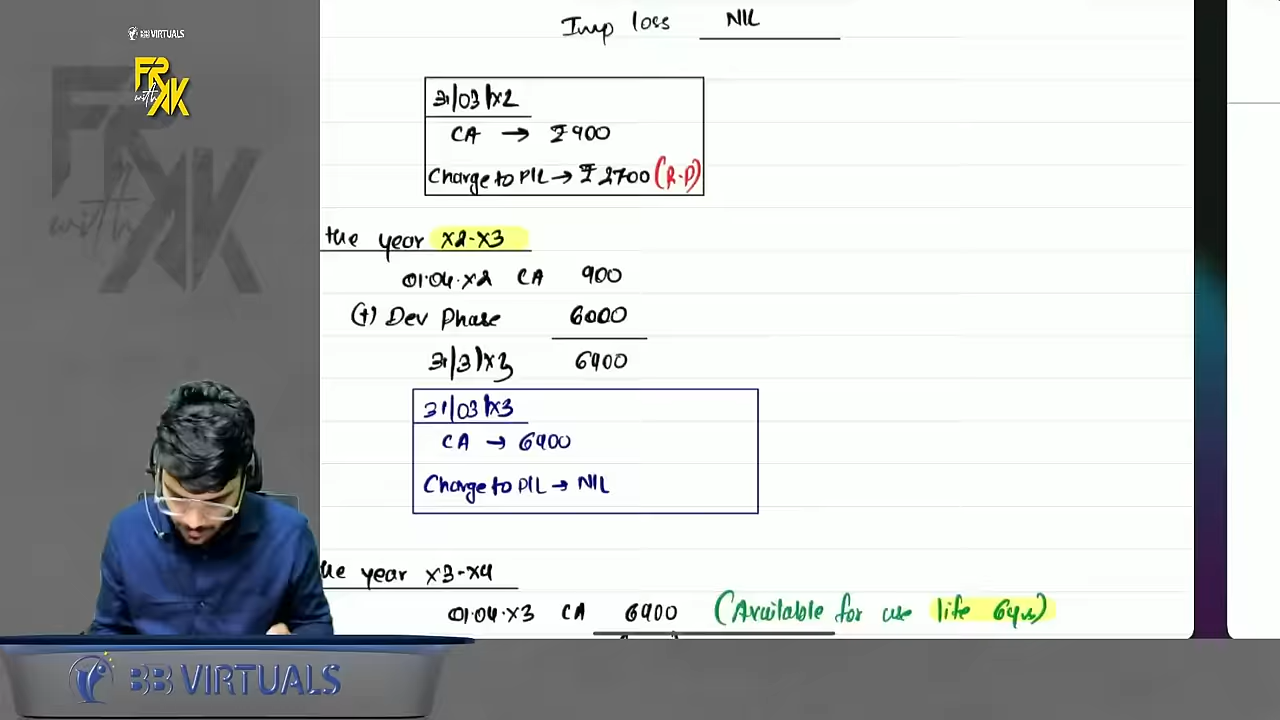 BB VIRTUALS
FR
with
KK
Imp loss NIL
31/03/X2
CA → ₹900
Charge to P/L → ₹2700 (R.P)
the year X2-X3
01.04.X2 CA 900
(+) Dev Phase 6000
31/3/X3 6900
31/03/X3
CA → 6900
Charge to P/L → NIL
the year X3-X4
01.04.X3 CA 6900 (Available for use life 6yrs)
BB VIRTUALS